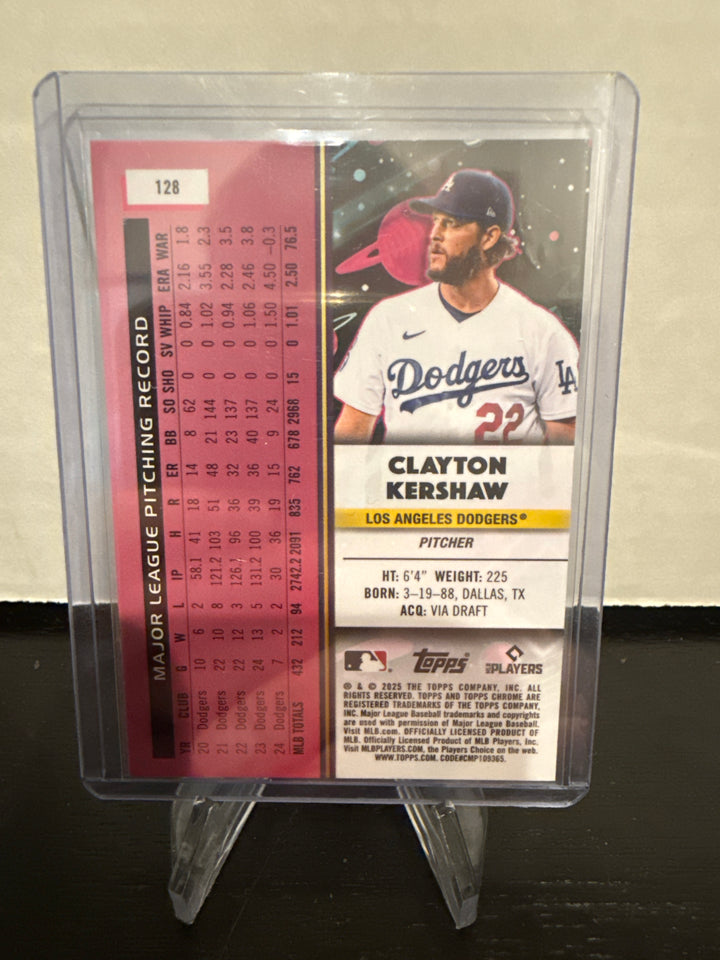 128
MAJOR LEAGUE PITCHING RECORD
YR CLUB G W L IP H R ER BB SO SHO SV WHIP ERA WAR
20 Dodgers 10 6 2 58.1 41 18 14 8 62 0 0 0.84 2.16 1.8
21 Dodgers 22 10 8 121.2 103 51 48 21 144 0 0 1.02 3.55 2.3
22 Dodgers 22 12 3 126.1 96 36 32 23 137 0 0 0.94 2.28 3.5
23 Dodgers 24 13 5 131.2 100 39 36 40 137 0 0 1.06 2.46 3.8
24 Dodgers 7 2 2 30 36 19 15 9 24 0 0 1.50 4.50 –0.3
MLB TOTALS 432 212 94 2742.2 2091 835 762 678 2968 15 0 1.01 2.50 76.5
LA
Dodgers
22
LA
CLAYTON
KERSHAW
LOS ANGELES DODGERS®
PITCHER
HT: 6'4" WEIGHT: 225
BORN: 3–19–88, DALLAS, TX
ACQ: VIA DRAFT
Topps
MLB PLAYERS
® & © 2025 THE TOPPS COMPANY, INC. ALL
RIGHTS RESERVED. TOPPS AND TOPPS CHROME ARE
REGISTERED TRADEMARKS OF THE TOPPS COMPANY,
INC. Major League Baseball trademarks and copyrights
are used with permission of Major League Baseball.
Visit MLB.com. OFFICIALLY LICENSED PRODUCT OF
MLB. Officially Licensed Product of MLB Players, Inc.
Visit MLBPLAYERS.COM, the Players Choice on the web.
WWW.TOPPS.COM. CODE#CMP109365.